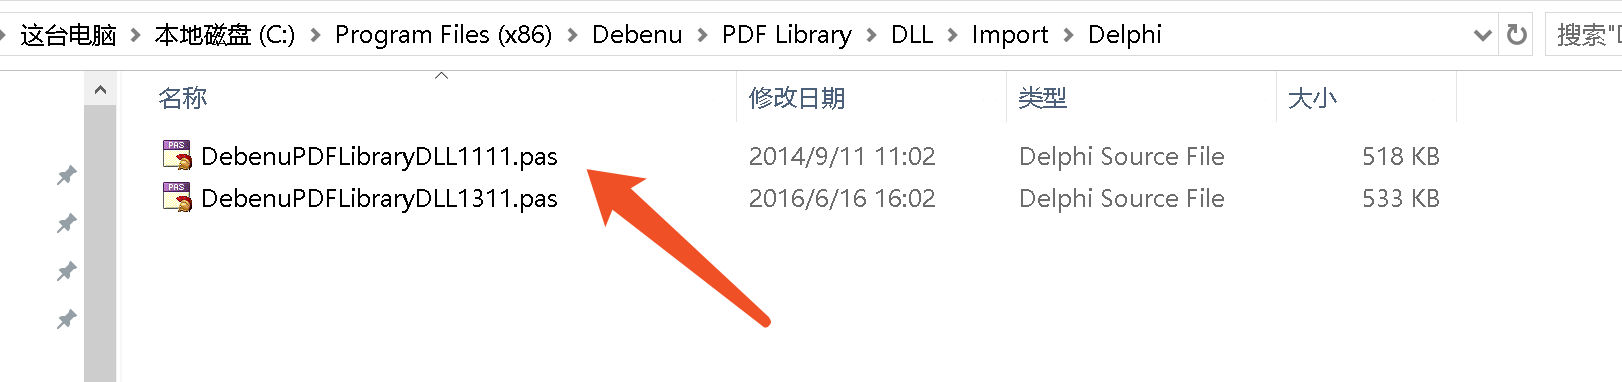 这台电脑 > 本地磁盘 (C:) > Program Files (x86) > Debenu > PDF Library > DLL > Import > Delphi
搜索"D
名称 修改日期 类型 大小
PAS DebenuPDFLibraryDLL1111.pas 2014/9/11 11:02 Delphi Source File 518 KB
PAS DebenuPDFLibraryDLL1311.pas 2016/6/16 16:02 Delphi Source File 533 KB